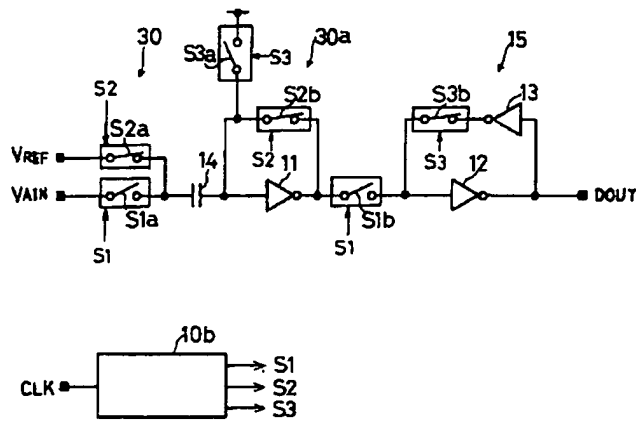 30
S3a
S3
30a
15
S2
S2a
S2b
S2
S3b
13
S3
VREF
VAIN
S1a
S1
14
11
S1b
S1
12
DOUT
10b
CLK
S1
S2
S3